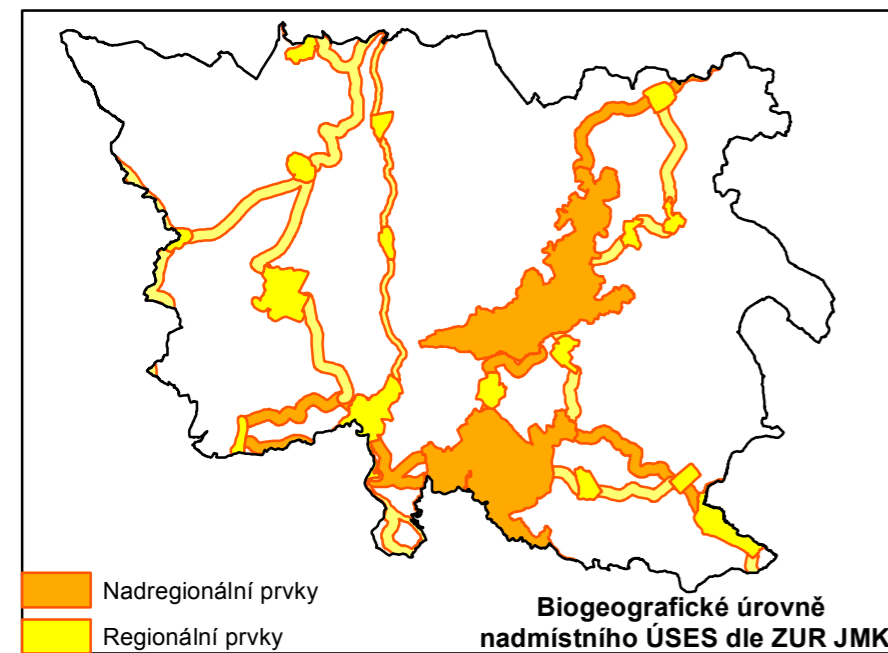 Nadregionální prvky
Regionální prvky
Biogeografické úrovně
nadmístního ÚSES dle ZUR JMK